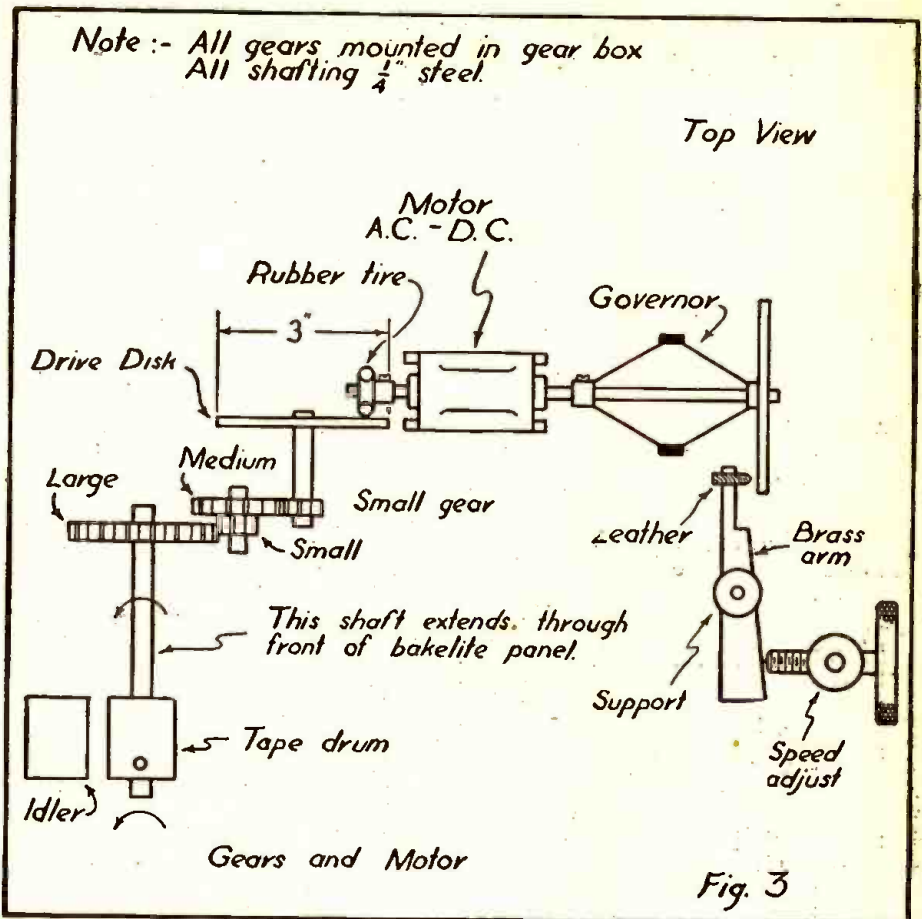 Note :- All gears mounted in gear box
All shafting 1/4" steel.
Top View
Motor
A.C. - D.C.
Rubber tire
Governor
3"
Drive Disk
Medium
Large
Small gear
Small
Leather
Brass
arm
This shaft extends through
front of bakelite panel.
Support
Tape drum
Speed
adjust
Idler
Gears and Motor
Fig. 3